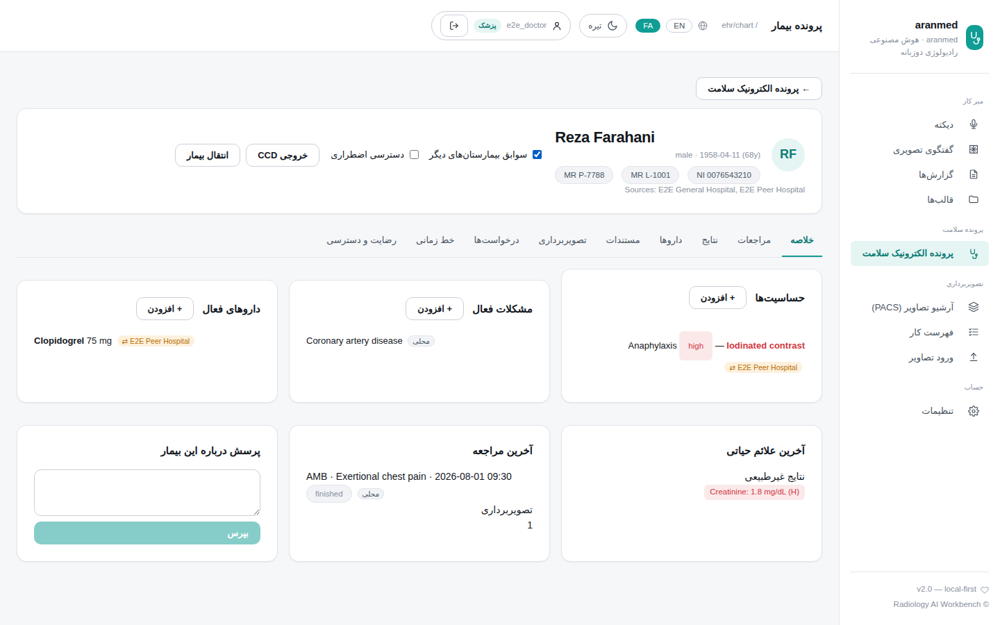 aranmed
aranmed · هوش مصنوعی
رادیولوژی دوزبانه
میز کار
دیکته
گفتگوی تصویری
گزارش‌ها
قالب‌ها
پرونده سلامت
پرونده الکترونیک سلامت
تصویربرداری
آرشیو تصاویر (PACS)
فهرست کار
ورود تصاویر
حساب
تنظیمات
v2.0 — local-first
Radiology AI Workbench ©
پرونده بیمار
ehr/chart /
EN
FA
تیره
e2e_doctor
پزشک
← پرونده الکترونیک سلامت
RF
Reza Farahani
male · 1958-04-11 (68y)
NI 0076543210
MR L-1001
MR P-7788
Sources: E2E General Hospital, E2E Peer Hospital
سوابق بیمارستان‌های دیگر
دسترسی اضطراری
خروجی CCD
انتقال بیمار
خلاصه
مراجعات
نتایج
داروها
مستندات
تصویربرداری
درخواست‌ها
خط زمانی
رضایت و دسترسی
حساسیت‌ها
+ افزودن
Iodinated contrast — high Anaphylaxis
⇄ E2E Peer Hospital
مشکلات فعال
+ افزودن
Coronary artery disease محلی
داروهای فعال
+ افزودن
Clopidogrel 75 mg ⇄ E2E Peer Hospital
آخرین علائم حیاتی
نتایج غیرطبیعی
Creatinine: 1.8 mg/dL (H)
آخرین مراجعه
AMB · Exertional chest pain · 2026-08-01 09:30
finished محلی
تصویربرداری
1
پرسش درباره این بیمار
بپرس